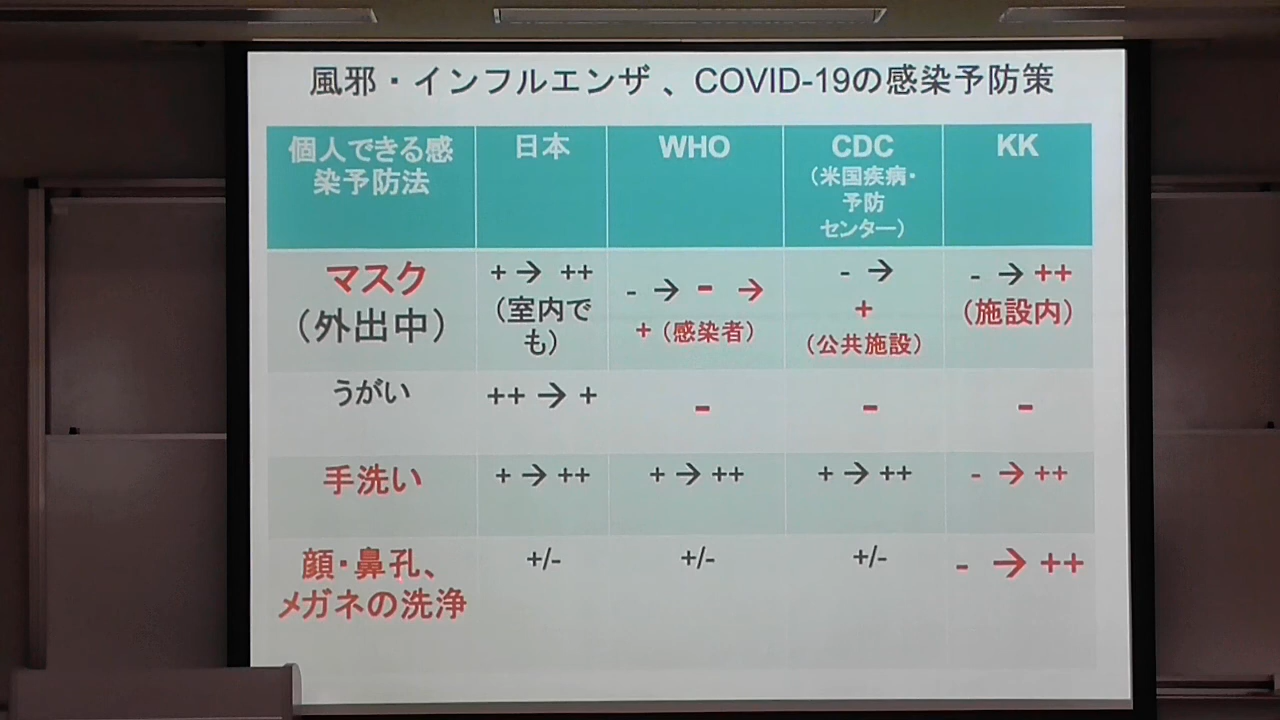 風邪・インフルエンザ、COVID-19の感染予防策
個人できる感
染予防法
日本
WHO
CDC
（米国疾病・
予防
センター）
KK
マスク
（外出中）
+ → ++
（室内で
も）
- → - →
+（感染者）
- →
+
（公共施設）
- → ++
（施設内）
うがい
++ → +
-
-
-
手洗い
+ → ++
+ → ++
+ → ++
- → ++
顔・鼻孔、
メガネの洗浄
+/-
+/-
+/-
- → ++